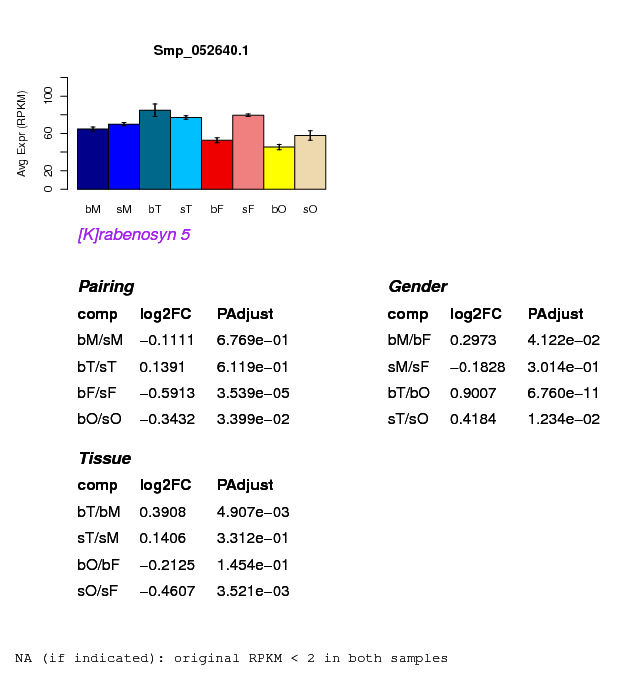 Smp_052640.1
Avg Expr (RPKM)
0 20 60 100
bM sM bT sT bF sF bO sO
[K]rabenosyn 5
Pairing
comp log2FC PAdjust
bM/sM −0.1111 6.769e−01
bT/sT 0.1391 6.119e−01
bF/sF −0.5913 3.539e−05
bO/sO −0.3432 3.399e−02
Gender
comp log2FC PAdjust
bM/bF 0.2973 4.122e−02
sM/sF −0.1828 3.014e−01
bT/bO 0.9007 6.760e−11
sT/sO 0.4184 1.234e−02
Tissue
comp log2FC PAdjust
bT/bM 0.3908 4.907e−03
sT/sM 0.1406 3.312e−01
bO/bF −0.2125 1.454e−01
sO/sF −0.4607 3.521e−03
NA (if indicated): original RPKM < 2 in both samples